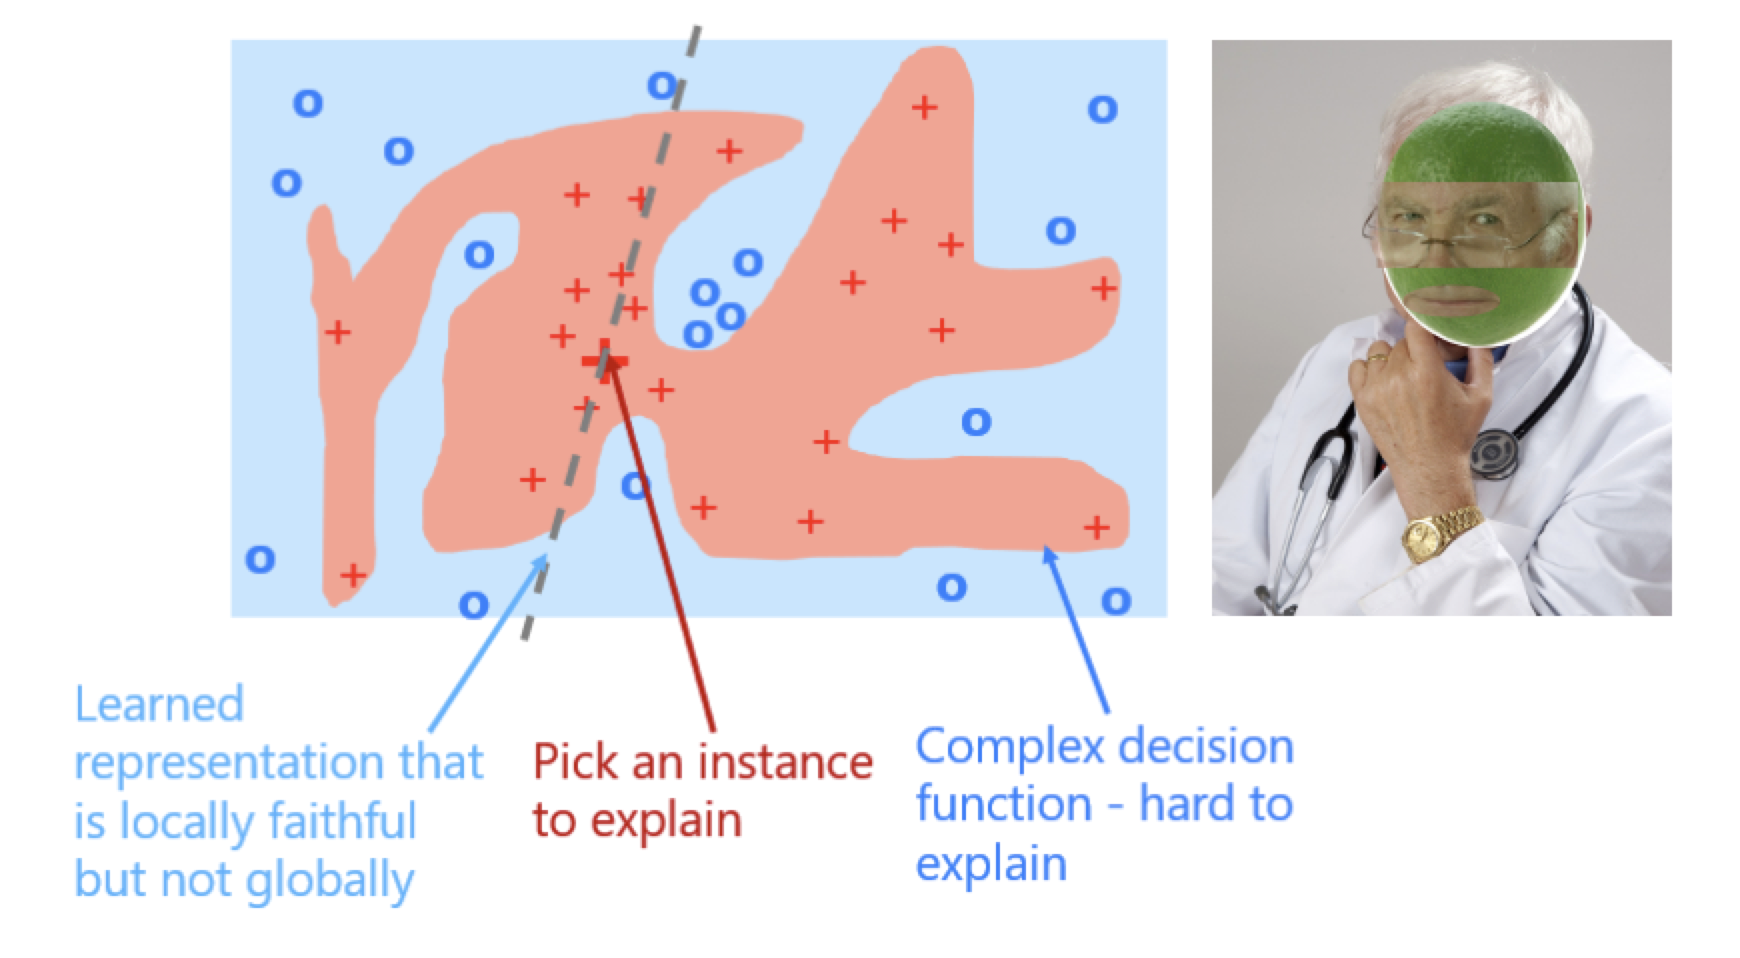 Learned
representation that
is locally faithful
but not globally
Pick an instance
to explain
Complex decision
function - hard to
explain